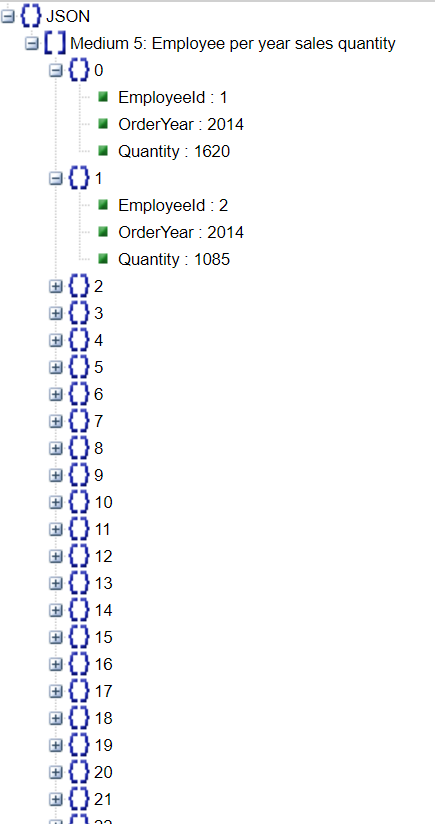 JSON
Medium 5: Employee per year sales quantity
0
EmployeeId : 1
OrderYear : 2014
Quantity : 1620
1
EmployeeId : 2
OrderYear : 2014
Quantity : 1085
2
3
4
5
6
7
8
9
10
11
12
13
14
15
16
17
18
19
20
21